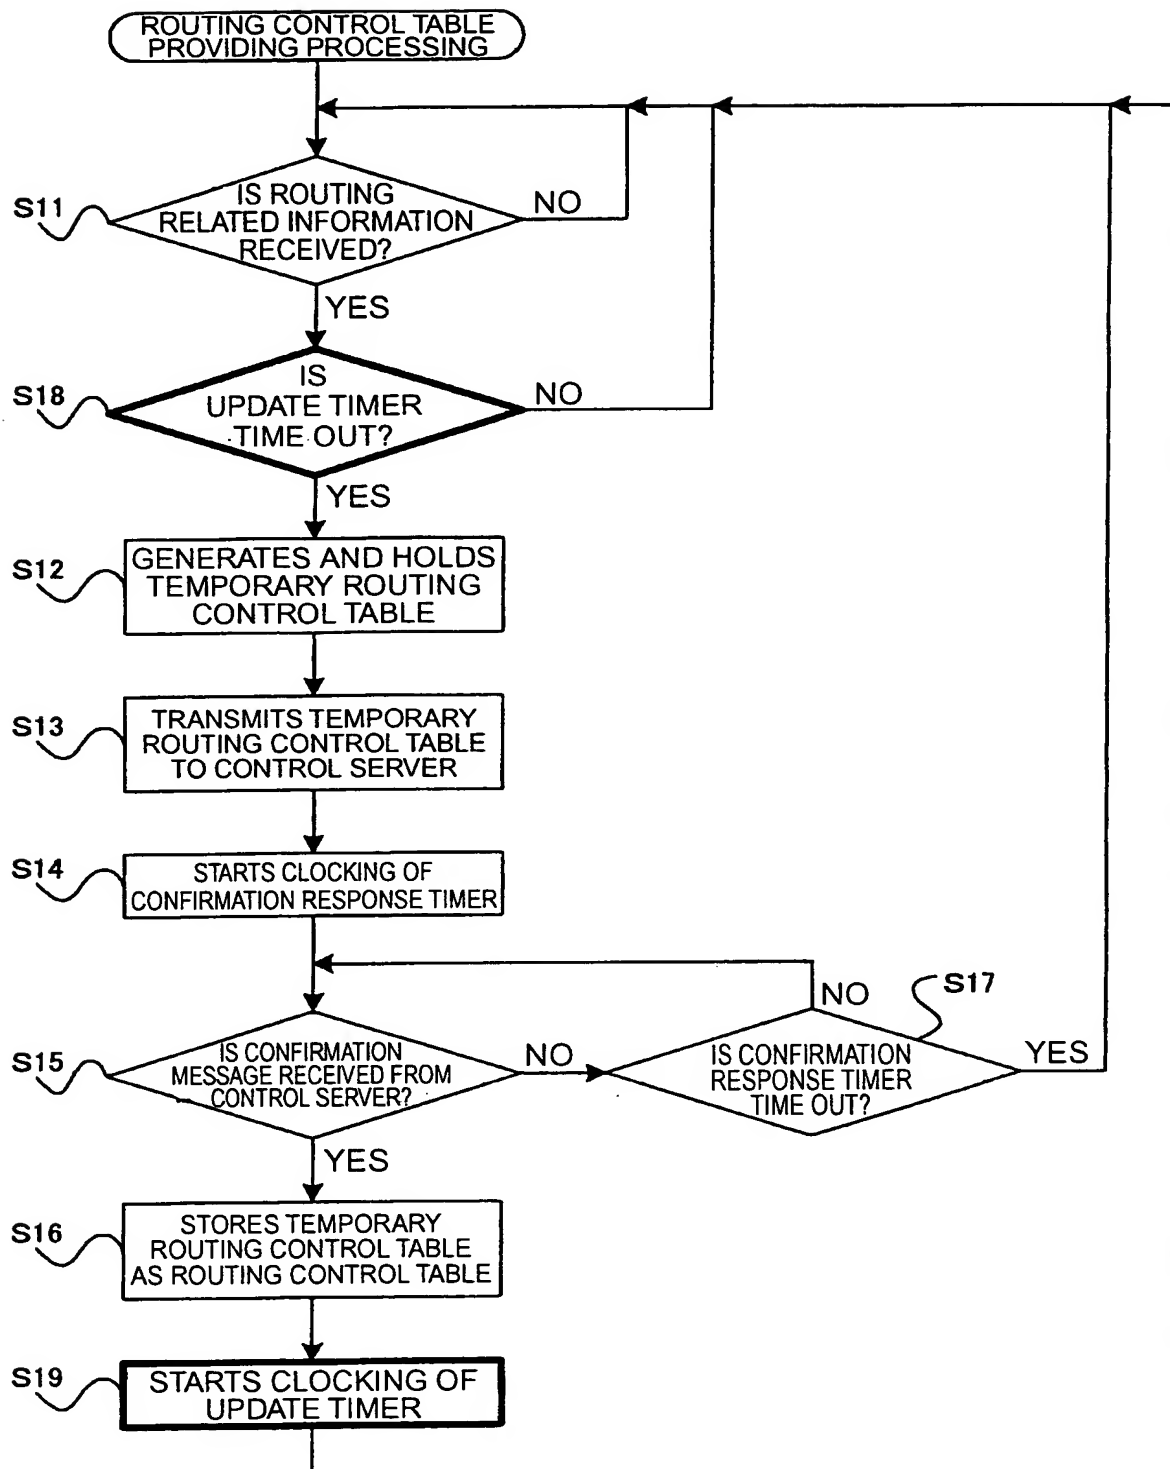 ROUTING CONTROL TABLE
PROVIDING PROCESSING
S11
IS ROUTING
RELATED INFORMATION
RECEIVED?
NO
YES
S18
IS
UPDATE TIMER
TIME OUT?
NO
YES
S12
GENERATES AND HOLDS
TEMPORARY ROUTING
CONTROL TABLE
S13
TRANSMITS TEMPORARY
ROUTING CONTROL TABLE
TO CONTROL SERVER
S14
STARTS CLOCKING OF
CONFIRMATION RESPONSE TIMER
S15
IS CONFIRMATION
MESSAGE RECEIVED FROM
CONTROL SERVER?
NO
S17
NO
IS CONFIRMATION
RESPONSE TIMER
TIME OUT?
YES
YES
S16
STORES TEMPORARY
ROUTING CONTROL TABLE
AS ROUTING CONTROL TABLE
S19
STARTS CLOCKING OF
UPDATE TIMER